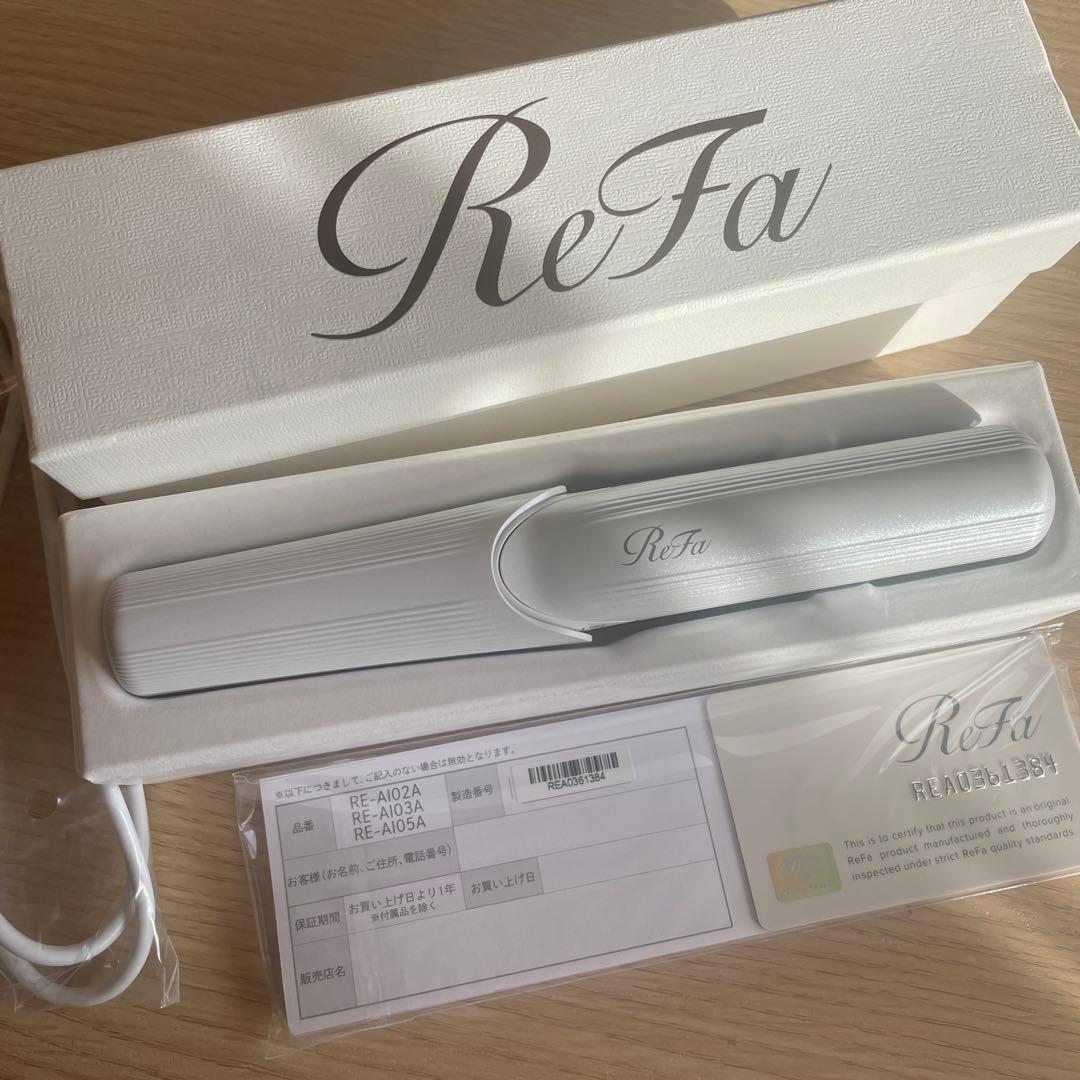 ReFa
ReFa
※以下につきまして、ご記入のない場合は無効となります。
品番
RE-AI02A
RE-AI03A
RE-AI05A
製造番号
REA0361384
お客様(お名前、ご住所、電話番号)
保証期間
お買い上げ日より1年
※付属品を除く
お買い上げ日
販売店名
ReFa
REA0361384
This is to certify that this product is an original
ReFa product manufactured and thoroughly
inspected under strict ReFa quality standards.